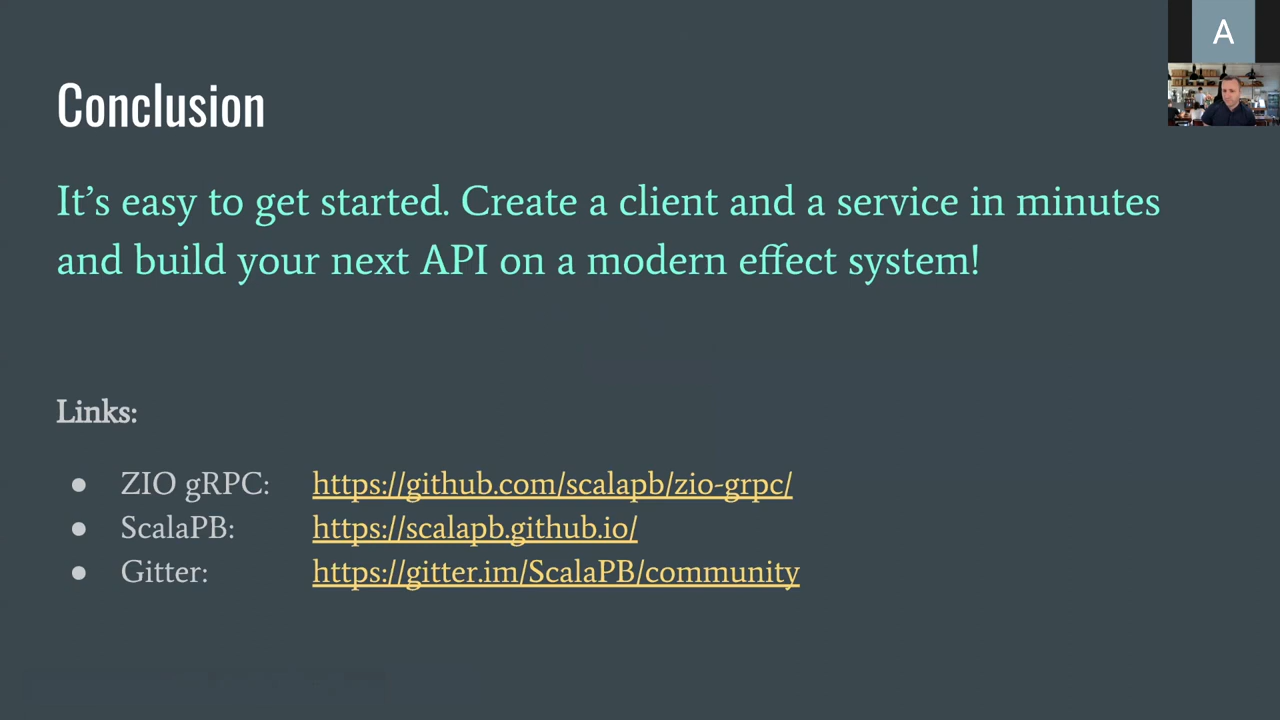 A
Conclusion
It's easy to get started. Create a client and a service in minutes
and build your next API on a modern effect system!
Links:
● ZIO gRPC: https://github.com/scalapb/zio-grpc/
● ScalaPB: https://scalapb.github.io/
● Gitter: https://gitter.im/ScalaPB/community